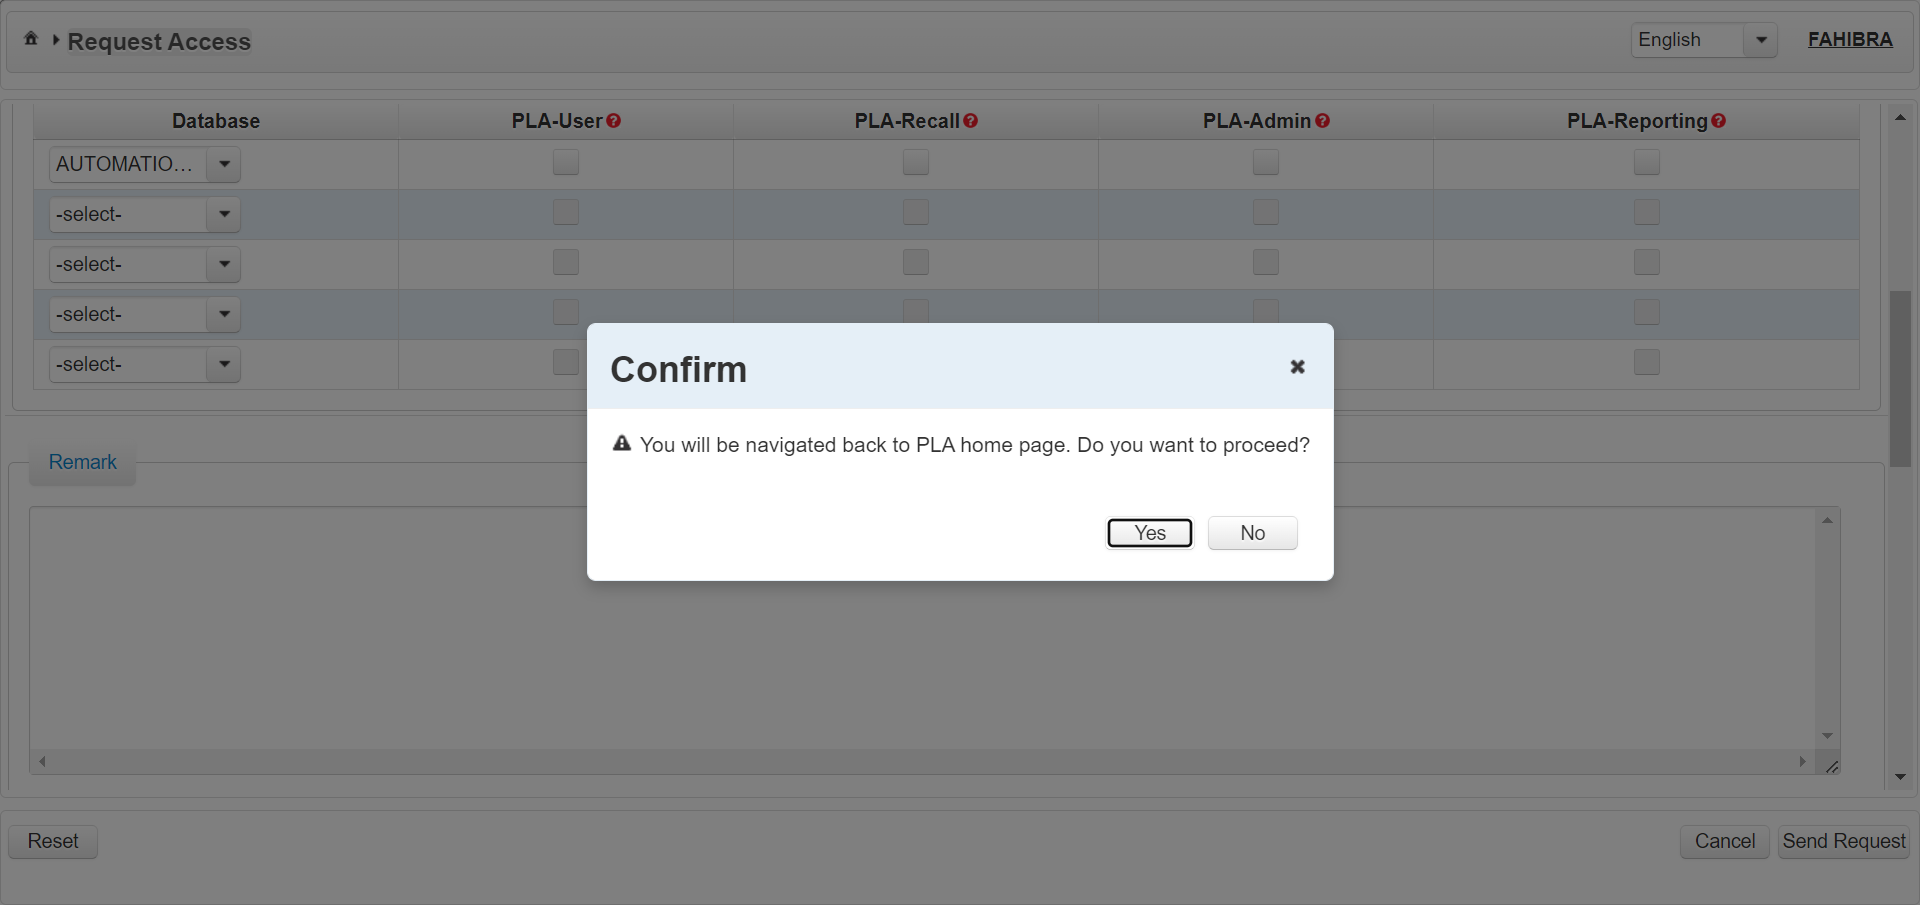 Request Access
English
FAHIBRA
Database PLA-User PLA-Recall PLA-Admin PLA-Reporting
AUTOMATIO...
-select-
-select-
-select-
-select-
Confirm
You will be navigated back to PLA home page. Do you want to proceed?
Yes No
Remark
Reset Cancel Send Request